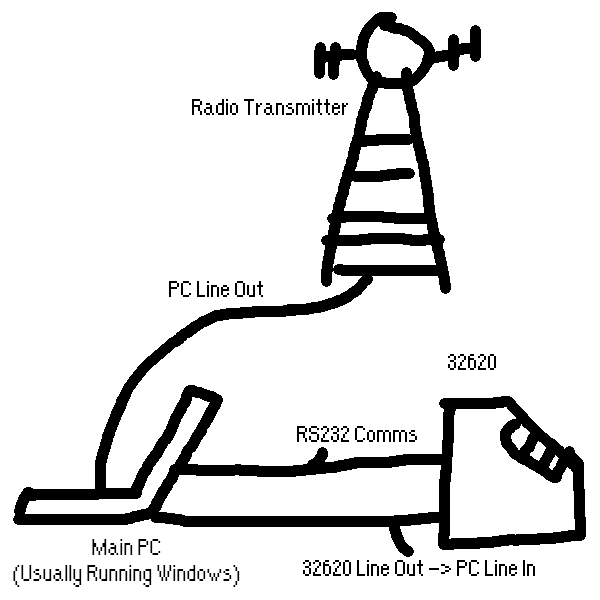 Radio Transmitter
PC Line Out
32620
RS232 Comms
Main PC
(Usually Running Windows)
32620 Line Out --> PC Line In